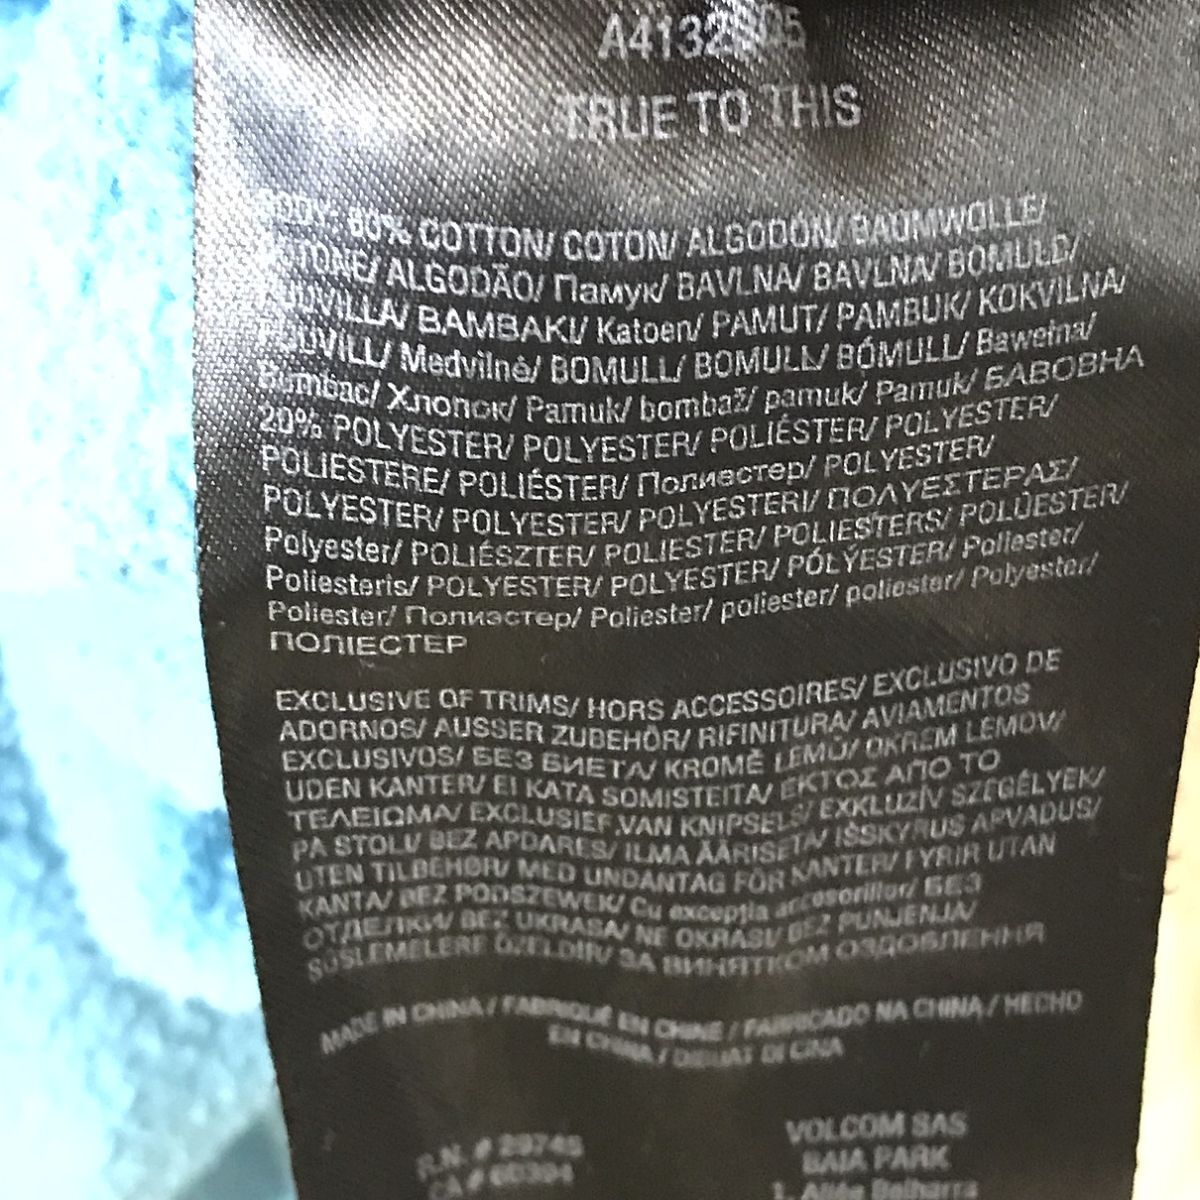 TRUE TO THIS
80% COTTON/ COTON/ ALGODÓN/ BAUMWOLLE/
ALGODÃO/ Памук/ BAVLNA/ BAVLNA/ BOMULD/
BAMBAKI/ Katoen/ PAMUT/ PAMBUK/ KOKVILNA/
Medvilnė/ BOMULL/ BOMULL/ BÓMULL/ Bawełna/
Bumbac/ Хлопок/ Pamuk/ bombaž/ pamuk/ Pamuk/ БАВОВНА
20% POLYESTER/ POLYESTER/ POLIÉSTER/ POLYESTER/
POLIESTERE/ POLIÉSTER/ Полиестер/ POLYESTER/
POLYESTER/ POLYESTER/ POLYESTERI/ ΠΟΛΥΕΣΤΕΡΑΣ/
Polyester/ POLIÉSZTER/ POLIESTER/ POLIESTERS/ POLÜESTER/
Poliesteris/ POLYESTER/ POLYESTER/ PÓLÝESTER/ Poliester/
Poliester/ Полиэстер/ Poliester/ poliester/ poliester/ Polyester/
ПОЛІЕСТЕР
EXCLUSIVE OF TRIMS/ HORS ACCESSOIRES/ EXCLUSIVO DE
ADORNOS/ AUSSER ZUBEHÖR/ RIFINITURA/ AVIAMENTOS
EXCLUSIVOS/ БЕЗ БИЕТА/ KROMĚ LEMŮ/ OKREM LEMOV/
UDEN KANTER/ EI KATA SOMISTEITA/ ΕΚΤΟΣ ΑΠΟ ΤΟ
ΤΕΛΕΙΩΜΑ/ EXCLUSIEF VAN KNIPSELS/ EXKLUZÍV SZEGÉLYEK/
PA STOLI/ BEZ APDARES/ ILMA ÄÄRISETA/ IŠSKYRUS APVADUS/
UTEN TILBEHØR/ MED UNDANTAG FÖR KANTER/ FYRIR UTAN
KANTA/ BEZ PODSZEWEK/ Cu excepția accesoriilor/ БЕЗ
ОТДЕЛКИ/ BEZ UKRASA/ NE OKRASI/ BEZ PUNJENJA/
SÜSLEMELERE ÖZELDIR/ ЗА ВИНЯТКОМ ОЗДОБЛЕННЯ
MADE IN CHINA / FABRIQUÉ EN CHINE / FABRICADO NA CHINA / HECHO
EN CHINA / DIBUAT DI CINA
R.N. # 29745
CA #
VOLCOM SAS
BAIA PARK
1, Allée Belharra